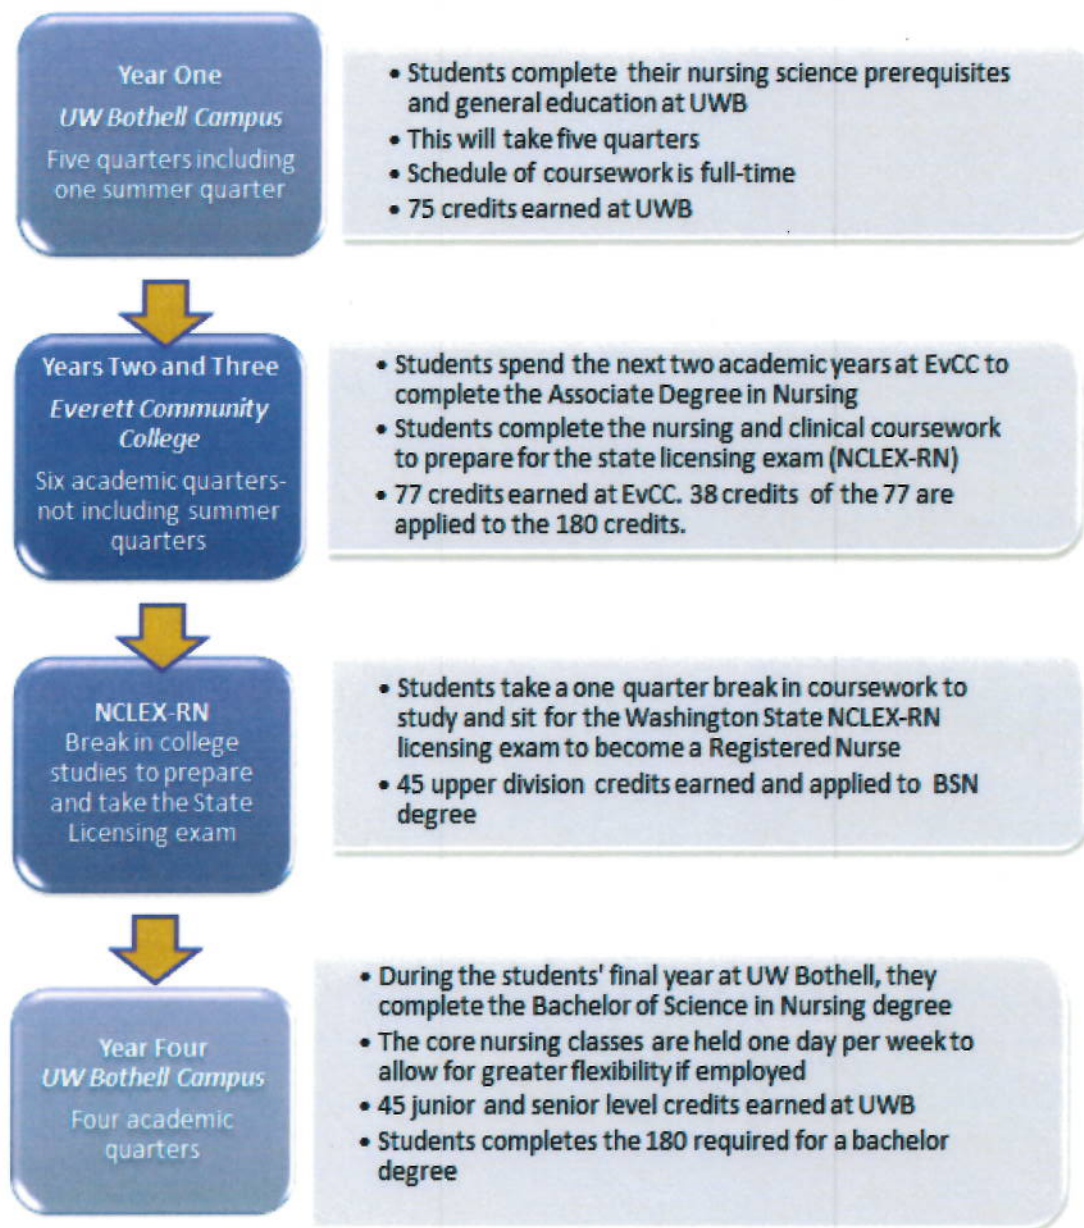 Year One
UW Bothell Campus
Five quarters including
one summer quarter
• Students complete their nursing science prerequisites
and general education at UWB
• This will take five quarters
• Schedule of coursework is full-time
• 75 credits earned at UWB
Years Two and Three
Everett Community
College
Six academic quarters-
not including summer
quarters
• Students spend the next two academic years at EvCC to
complete the Associate Degree in Nursing
• Students complete the nursing and clinical coursework
to prepare for the state licensing exam (NCLEX-RN)
• 77 credits earned at EvCC. 38 credits of the 77 are
applied to the 180 credits.
NCLEX-RN
Break in college
studies to prepare
and take the State
Licensing exam
• Students take a one quarter break in coursework to
study and sit for the Washington State NCLEX-RN
licensing exam to become a Registered Nurse
• 45 upper division credits earned and applied to BSN
degree
Year Four
UW Bothell Campus
Four academic
quarters
• During the students' final year at UW Bothell, they
complete the Bachelor of Science in Nursing degree
• The core nursing classes are held one day per week to
allow for greater flexibility if employed
• 45 junior and senior level credits earned at UWB
• Students completes the 180 required for a bachelor
degree